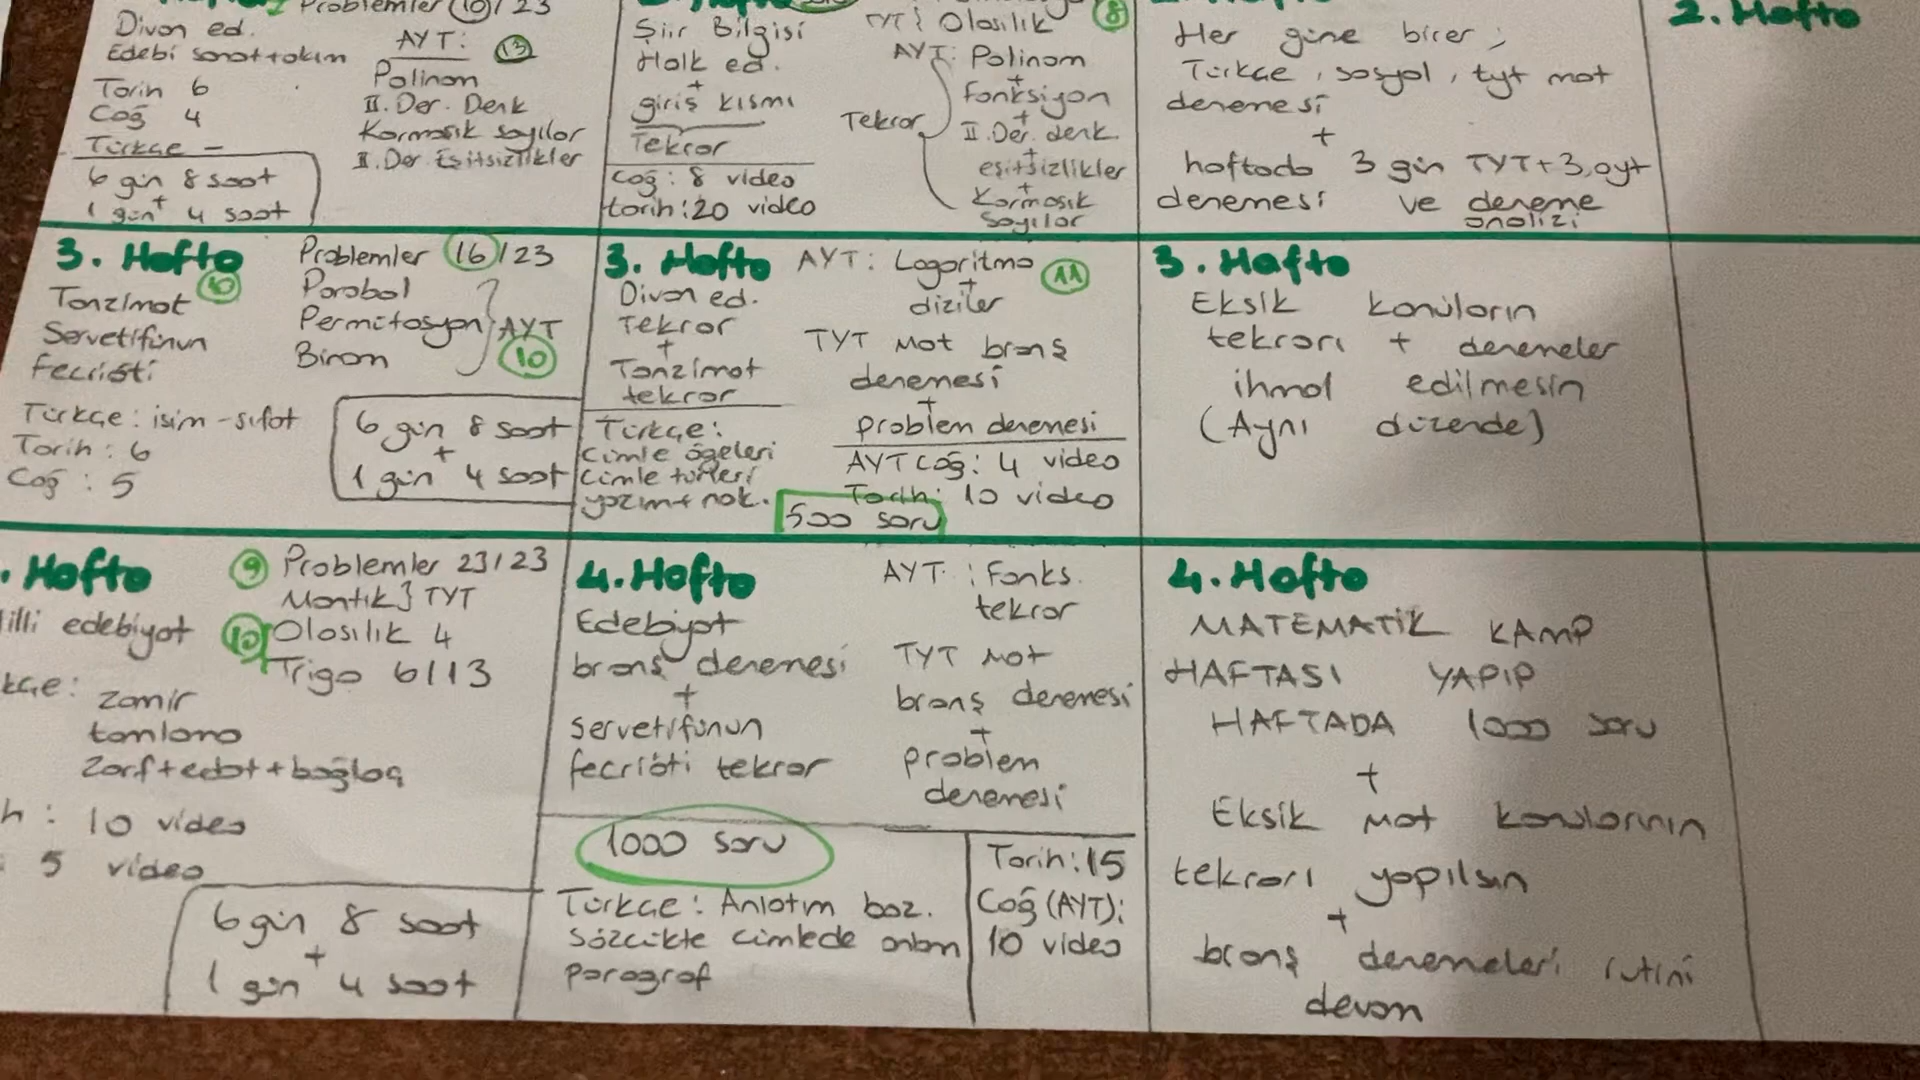 Problemler 10/23
Divan ed.
Edebi sanat+akım
Tarih 6
Coğ 4
Türkçe -
6 gün 8 saat
+
1 gün 4 saat
AYT:
13
Polinom
II. Der. Denk
Karmaşık sayılar
II. Der. Eşitsizlikler
Şiir Bilgisi
Halk ed.
+
giriş kısmı
Tekrar
Coğ: 8 video
tarih: 20 video
TYT} Olasılık
8
AYT: Polinom
+
Fonksiyon
+
II. Der. denk.
+
eşitsizlikler
+
Karmaşık
Sayılar
Tekrar
Her güne birer;
Türkçe, sosyal, tyt mat
denemesi
+
haftada 3 gün TYT+3,ayt
denemesi ve deneme
analizi
2. Hafta
3. Hafta
10
Tanzimat
Servetifünun
Fecriati
Türkçe: isim-sıfat
Tarih: 6
Coğ: 5
Problemler 16/23
Parabol
Permütasyon
Binom
AYT
10
6 gün 8 saat
+
1 gün 4 saat
3. Hafta
Divan ed.
Tekrar
+
Tanzimat
tekrar
Türkçe:
Cümle ögeleri
Cümle türleri
yazım+nok.
AYT: Logaritma
11
+
diziler
TYT Mat branş
denemesi
+
problem denemesi
AYT Coğ: 4 video
Tarih: 10 video
500 soru
3. Hafta
Eksik konuların
tekrarı + denemeler
ihmal edilmesin
(Aynı düzende)
. Hafta
illi edebiyat
kçe: zamir
tamlama
zarf+edat+bağlaç
h: 10 video
: 5 video
9
Problemler 23/23
Mantık} TYT
10
Olasılık 4
Trigo 6/13
6 gün 8 saat
+
1 gün 4 saat
4. Hafta
Edebiyat
branş denemesi
+
servetifünun
fecriati tekrar
AYT: Fonks.
tekrar
TYT Mat
branş denemesi
+
problem
denemesi
1000 soru
Türkçe: Anlatım boz.
Sözcükte cümlede anlam
paragraf
Tarih: 15
Coğ (AYT):
10 video
4. Hafta
MATEMATİK KAMP
HAFTASI YAPIP
HAFTADA 1000 soru
+
Eksik Mat konularının
tekrarı yapılsın
+
branş denemeleri rutini
devam